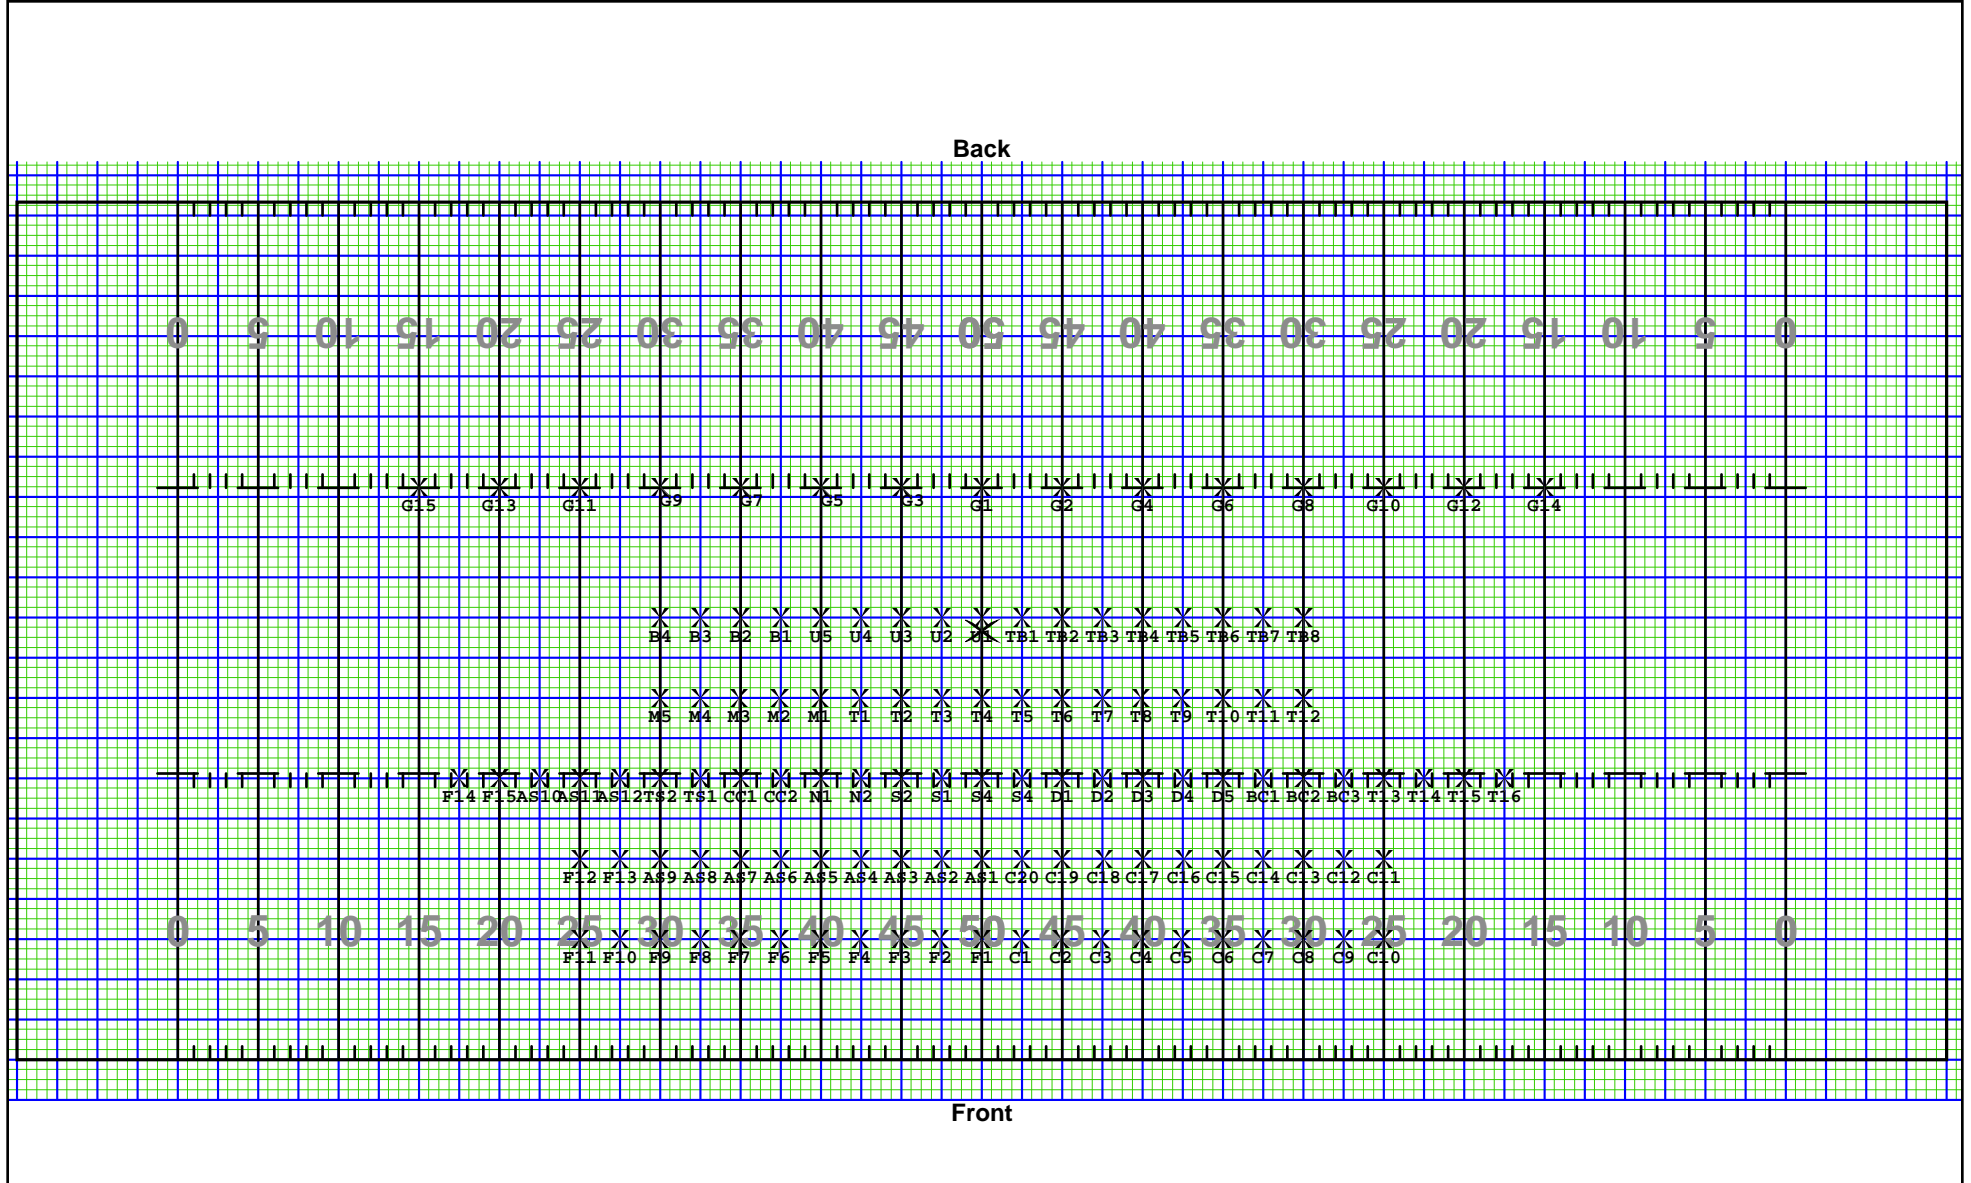 Back
0 5 10 15 20 25 30 35 40 45 50 45 40 35 30 25 20 15 10 5 0
G15 G13 G11 G9 G7 G5 G3 G1 G2 G4 G6 G8 G10 G12 G14
B4 B3 B2 B1 U5 U4 U3 U2 U1 TB1 TB2 TB3 TB4 TB5 TB6 TB7 TB8
M5 M4 M3 M2 M1 T1 T2 T3 T4 T5 T6 T7 T8 T9 T10 T11 T12
F14 F15 AS10 AS11 AS12 TS2 TS1 CC1 CC2 N1 N2 S2 S1 S4 S4 D1 D2 D3 D4 D5 BC1 BC2 BC3 T13 T14 T15 T16
F12 F13 AS9 AS8 AS7 AS6 AS5 AS4 AS3 AS2 AS1 C20 C19 C18 C17 C16 C15 C14 C13 C12 C11
0 5 10 15 20 25 30 35 40 45 50 45 40 35 30 25 20 15 10 5 0
F11 F10 F9 F8 F7 F6 F5 F4 F3 F2 F1 C1 C2 C3 C4 C5 C6 C7 C8 C9 C10
Front